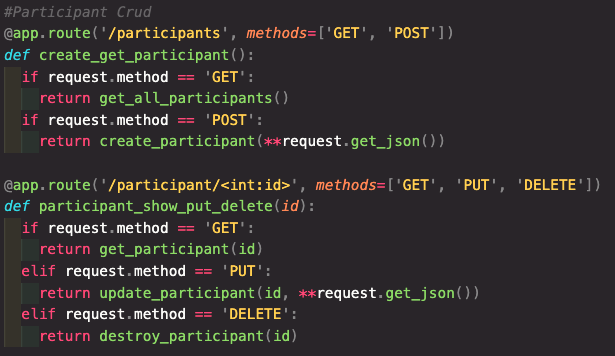 #Participant Crud
@app.route('/participants', methods=['GET', 'POST'])
def create_get_participant():
  if request.method == 'GET':
    return get_all_participants()
  if request.method == 'POST':
    return create_participant(**request.get_json())

@app.route('/participant/<int:id>', methods=['GET', 'PUT', 'DELETE'])
def participant_show_put_delete(id):
  if request.method == 'GET':
    return get_participant(id)
  elif request.method == 'PUT':
    return update_participant(id, **request.get_json())
  elif request.method == 'DELETE':
    return destroy_participant(id)